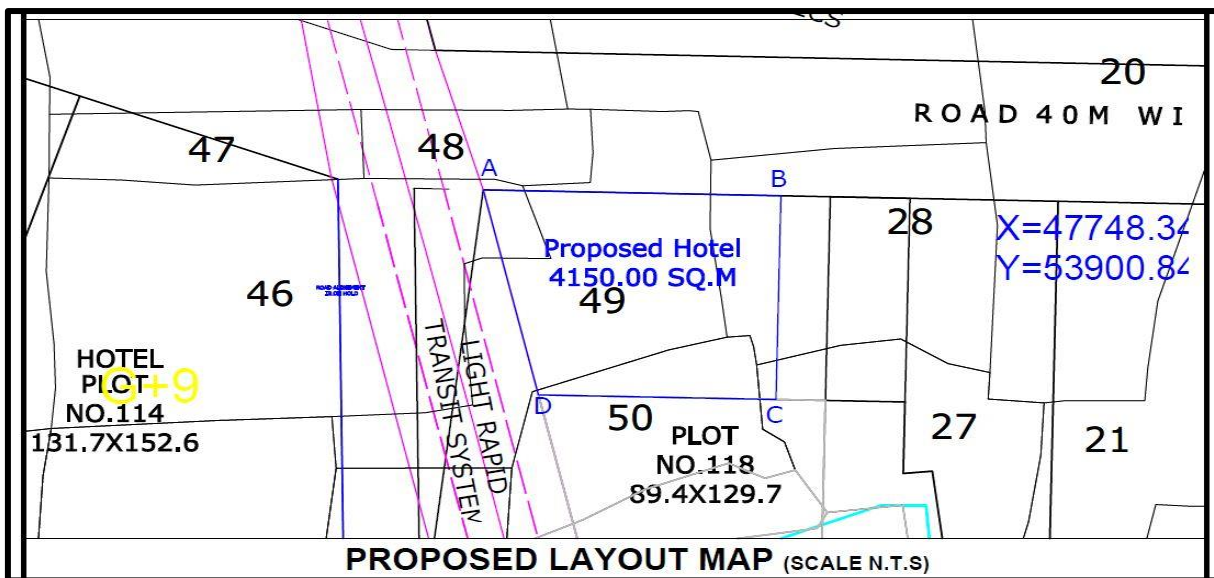 20
ROAD 40M WI
47
48
A
B
28
X=47748.34
Y=53900.84
Proposed Hotel
4150.00 SQ.M
49
46
LIGHT RAPID
TRANSIT SYSTEM
HOTEL
PLOT
G+9
NO.114
131.7X152.6
D
C
50
PLOT
NO.118
89.4X129.7
27
21
PROPOSED LAYOUT MAP (SCALE N.T.S)